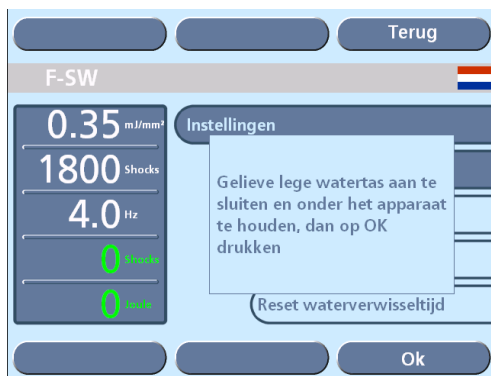 Terug
F-SW
0.35 mJ/mm²
1800 Shocks
4.0 Hz
0 Shocks
0 Joule
Instellingen
Gelieve lege watertas aan te
sluiten en onder het apparaat
te houden, dan op OK
drukken
Reset waterverwisseltijd
Ok